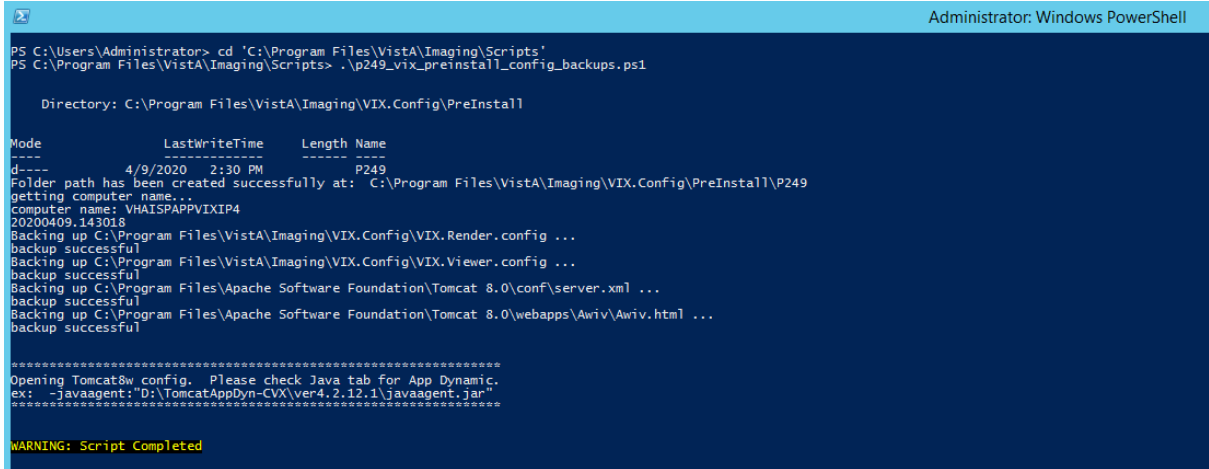 Administrator: Windows PowerShell
PS C:\Users\Administrator> cd 'C:\Program Files\VistA\Imaging\Scripts'
PS C:\Program Files\VistA\Imaging\Scripts> .\p249_vix_preinstall_config_backups.ps1
Directory: C:\Program Files\VistA\Imaging\VIX.Config\PreInstall
Mode LastWriteTime Length Name
---- ------------- ------ ----
d---- 4/9/2020 2:30 PM P249
Folder path has been created successfully at: C:\Program Files\VistA\Imaging\VIX.Config\PreInstall\P249
getting computer name...
computer name: VHAISPAPPVIXIP4
20200409.143018
Backing up C:\Program Files\VistA\Imaging\VIX.Config\VIX.Render.config ...
backup successful
Backing up C:\Program Files\VistA\Imaging\VIX.Config\VIX.Viewer.config ...
backup successful
Backing up C:\Program Files\Apache Software Foundation\Tomcat 8.0\conf\server.xml ...
backup successful
Backing up C:\Program Files\Apache Software Foundation\Tomcat 8.0\webapps\Awiv\Awiv.html ...
backup successful
****************************************************************
Opening Tomcat8w config. Please check Java tab for App Dynamic.
ex: -javaagent:"D:\TomcatAppDyn-CVX\ver4.2.12.1\javaagent.jar"
****************************************************************
WARNING: Script Completed